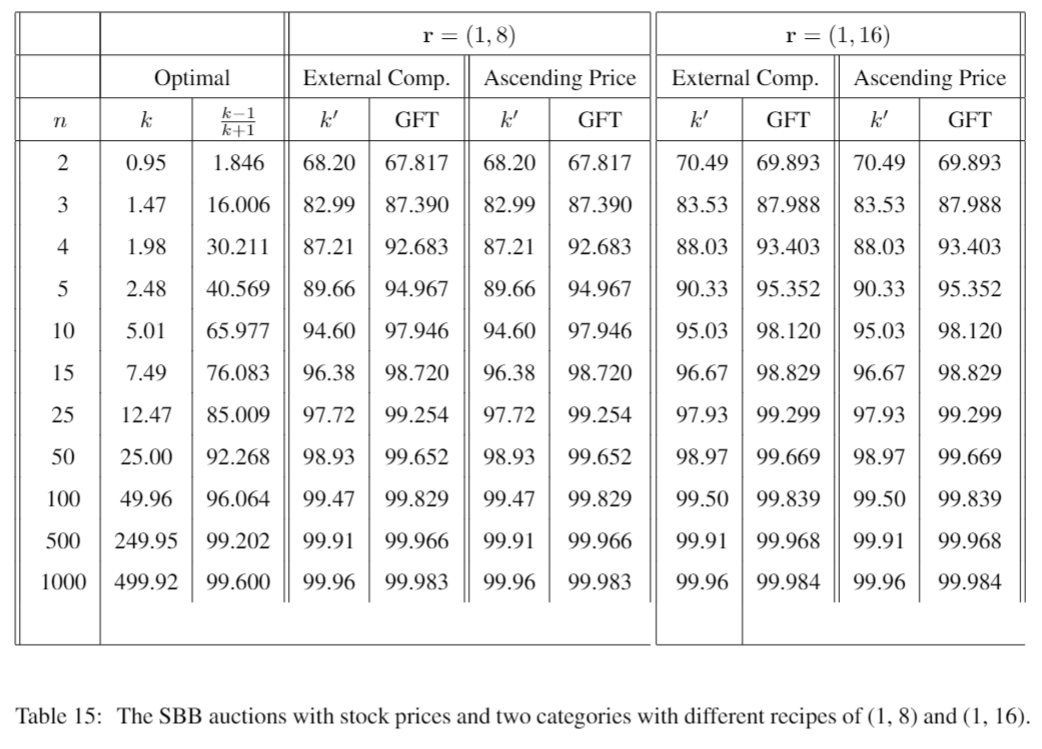 r = (1, 8) r = (1, 16)
Optimal External Comp. Ascending Price External Comp. Ascending Price
n k k−1/k+1 k′ GFT k′ GFT k′ GFT k′ GFT
2 0.95 1.846 68.20 67.817 68.20 67.817 70.49 69.893 70.49 69.893
3 1.47 16.006 82.99 87.390 82.99 87.390 83.53 87.988 83.53 87.988
4 1.98 30.211 87.21 92.683 87.21 92.683 88.03 93.403 88.03 93.403
5 2.48 40.569 89.66 94.967 89.66 94.967 90.33 95.352 90.33 95.352
10 5.01 65.977 94.60 97.946 94.60 97.946 95.03 98.120 95.03 98.120
15 7.49 76.083 96.38 98.720 96.38 98.720 96.67 98.829 96.67 98.829
25 12.47 85.009 97.72 99.254 97.72 99.254 97.93 99.299 97.93 99.299
50 25.00 92.268 98.93 99.652 98.93 99.652 98.97 99.669 98.97 99.669
100 49.96 96.064 99.47 99.829 99.47 99.829 99.50 99.839 99.50 99.839
500 249.95 99.202 99.91 99.966 99.91 99.966 99.91 99.968 99.91 99.968
1000 499.92 99.600 99.96 99.983 99.96 99.983 99.96 99.984 99.96 99.984
Table 15: The SBB auctions with stock prices and two categories with different recipes of (1, 8) and (1, 16).